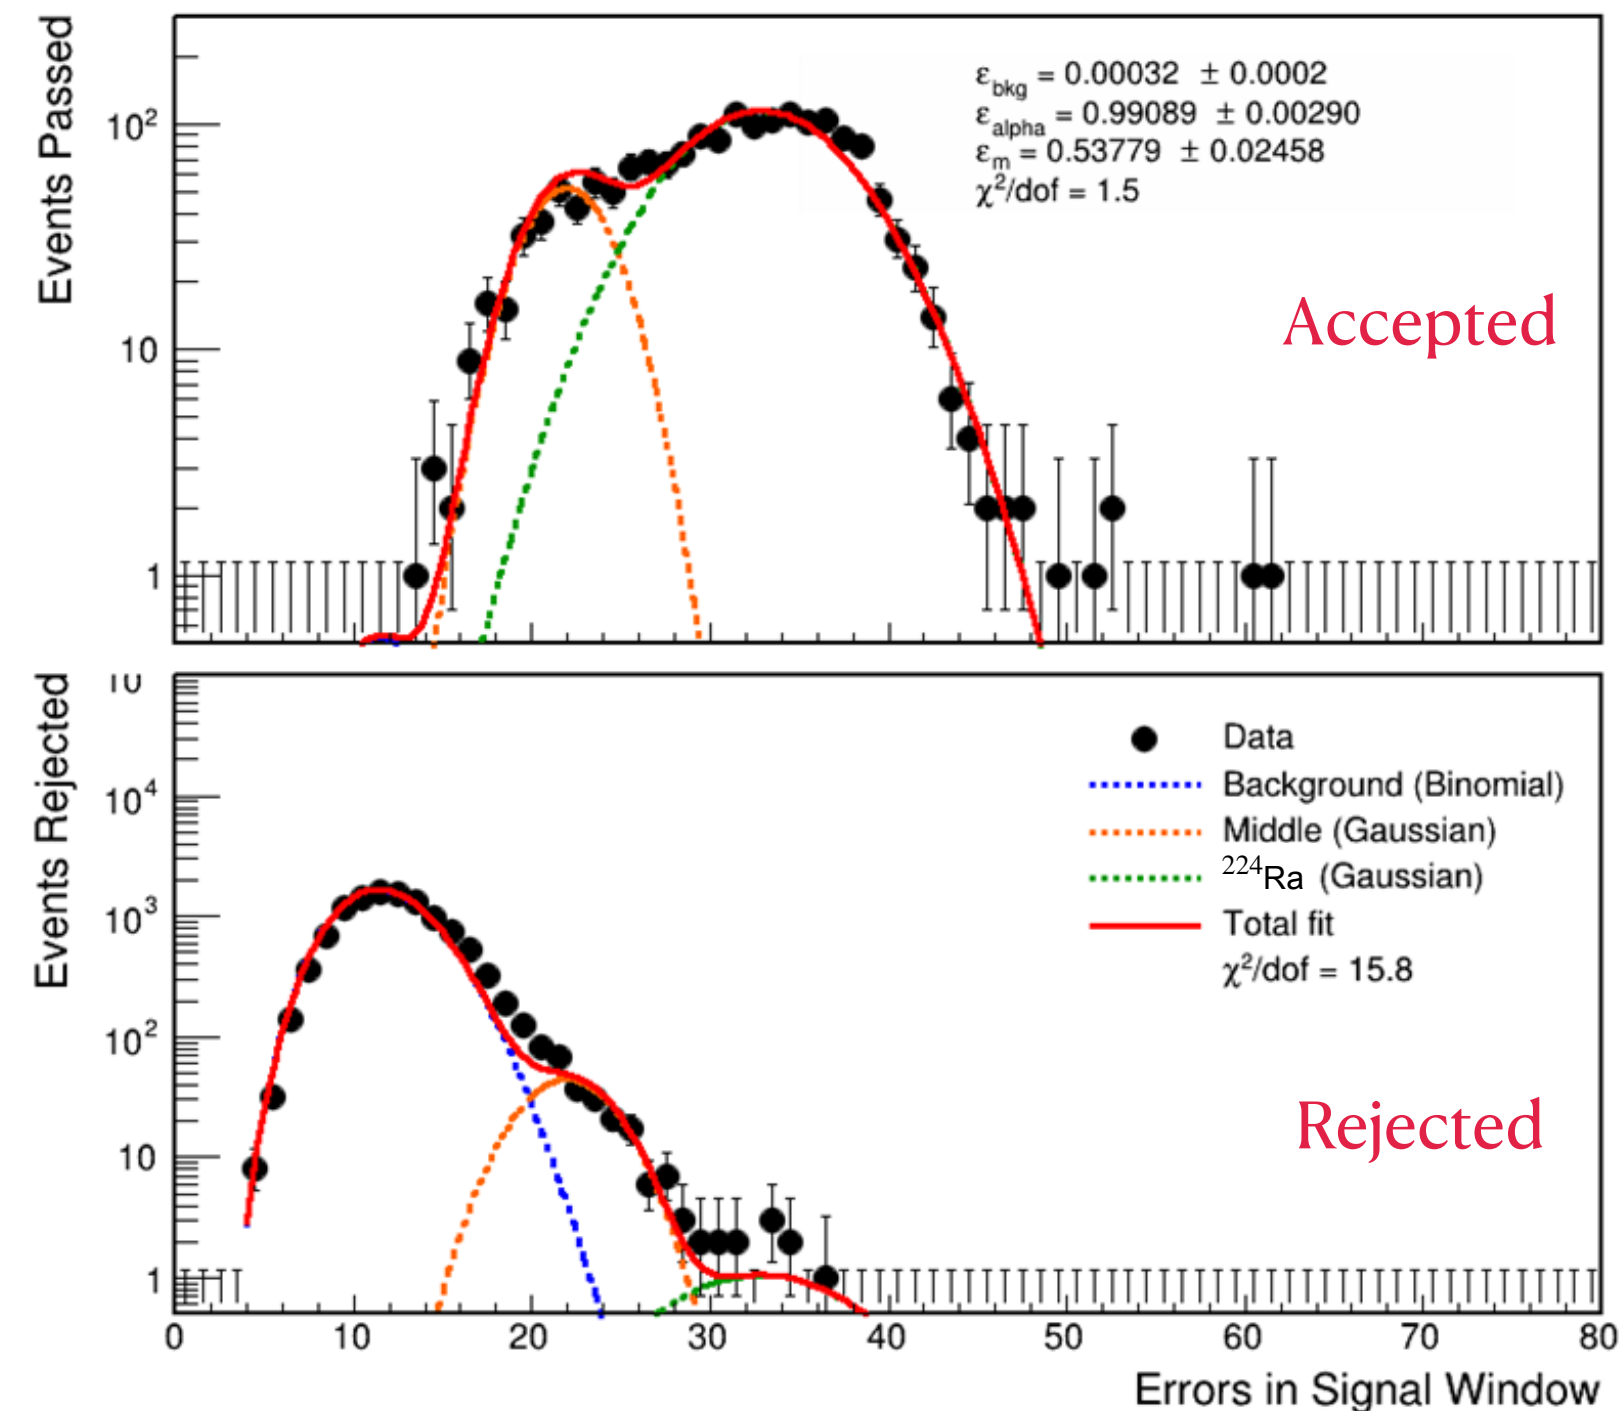 Events Passed
10²
10
1
ε_bkg = 0.00032 ± 0.0002
ε_alpha = 0.99089 ± 0.00290
ε_m = 0.53779 ± 0.02458
χ²/dof = 1.5
Accepted
Events Rejected
10
10⁴
10³
10²
10
1
Data
Background (Binomial)
Middle (Gaussian)
²²⁴Ra (Gaussian)
Total fit
χ²/dof = 15.8
Rejected
0 10 20 30 40 50 60 70 80
Errors in Signal Window